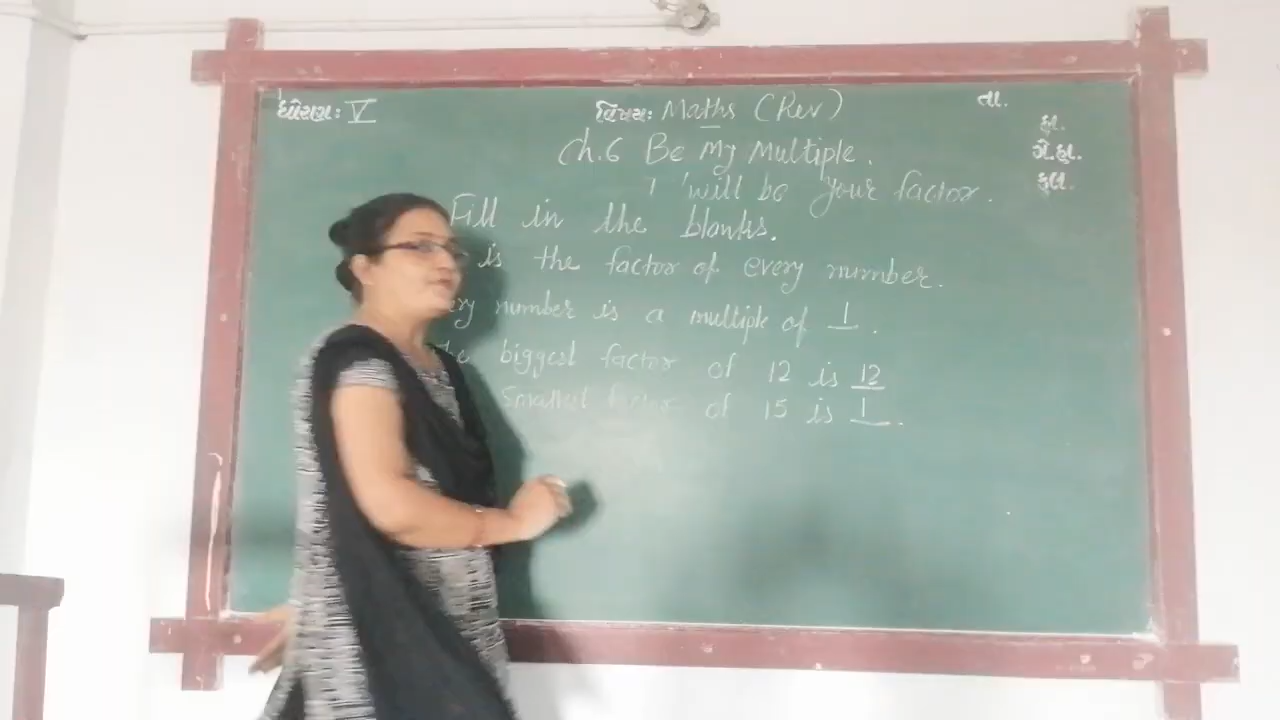 ધોરણ: V
વિષય: Maths (Rev)
તા.
કુ.
ગે.હા.
કુલ.
Ch.6 Be My Multiple.
I 'will be your factor.
Fill in the blanks.
is the factor of every number.
number is a multiple of 1.
biggest factor of 12 is 12
Smallest factor of 15 is 1.